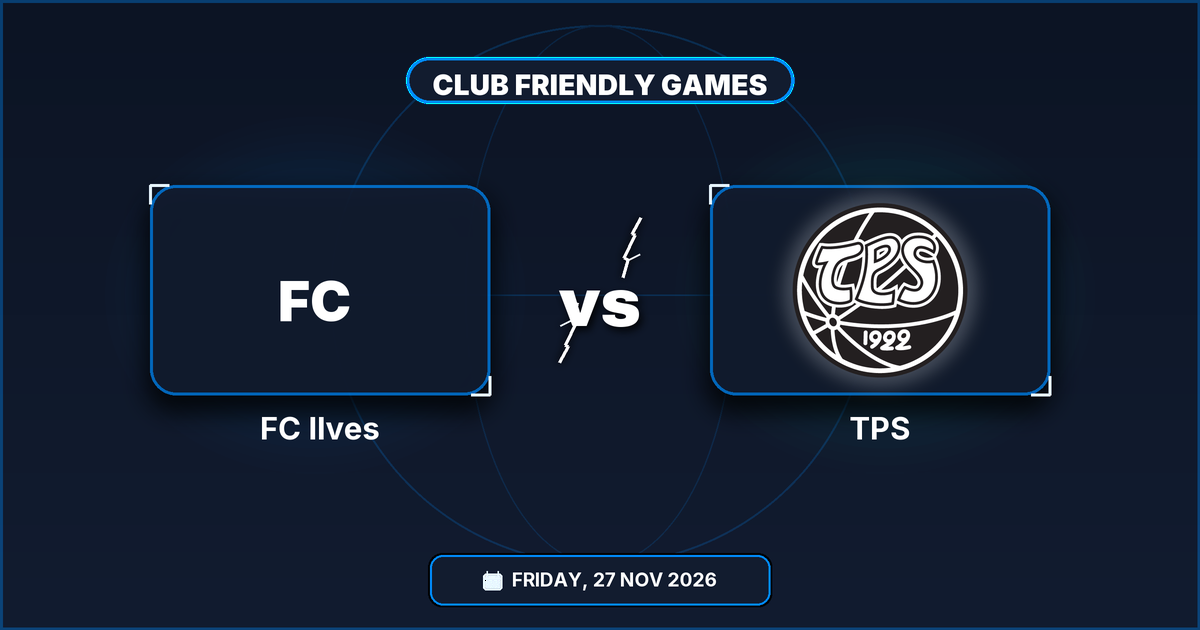 CLUB FRIENDLY GAMES
FC
vs
TPS
1922
FC Ilves
TPS
FRIDAY, 27 NOV 2026